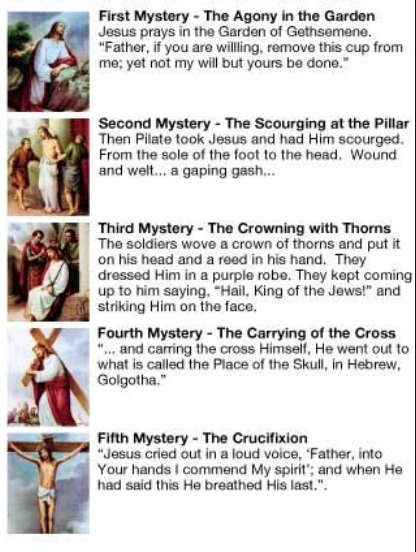 First Mystery - The Agony in the Garden
Jesus prays in the Garden of Gethsemene.
“Father, if you are willling, remove this cup from
me; yet not my will but yours be done.”
Second Mystery - The Scourging at the Pillar
Then Pilate took Jesus and had Him scourged.
From the sole of the foot to the head.  Wound
and welt... a gaping gash...
Third Mystery - The Crowning with Thorns
The soldiers wove a crown of thorns and put it
on his head and a reed in his hand.  They
dressed Him in a purple robe. They kept coming
up to him saying, “Hail, King of the Jews!” and
striking Him on the face.
Fourth Mystery - The Carrying of the Cross
“... and carring the cross Himself, He went out to
what is called the Place of the Skull, in Hebrew,
Golgotha.”
Fifth Mystery - The Crucifixion
“Jesus cried out in a loud voice, ‘Father, into
Your hands I commend My spirit’; and when He
had said this He breathed His last.”.